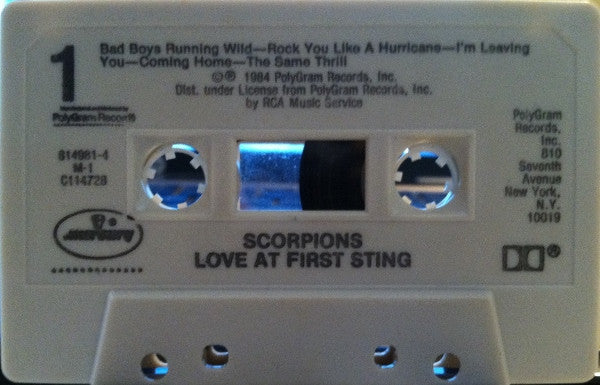 1
Bad Boys Running Wild—Rock You Like A Hurricane—I'm Leaving
You—Coming Home—The Same Thrill
©℗ 1984 PolyGram Records, Inc.
Dist. under License from PolyGram Records, Inc.
by RCA Music Service
PolyGram Records
814981-4
M-1
C114728
PolyGram
Records,
Inc.
810
Seventh
Avenue
New York,
N.Y.
10019
SCORPIONS
LOVE AT FIRST STING